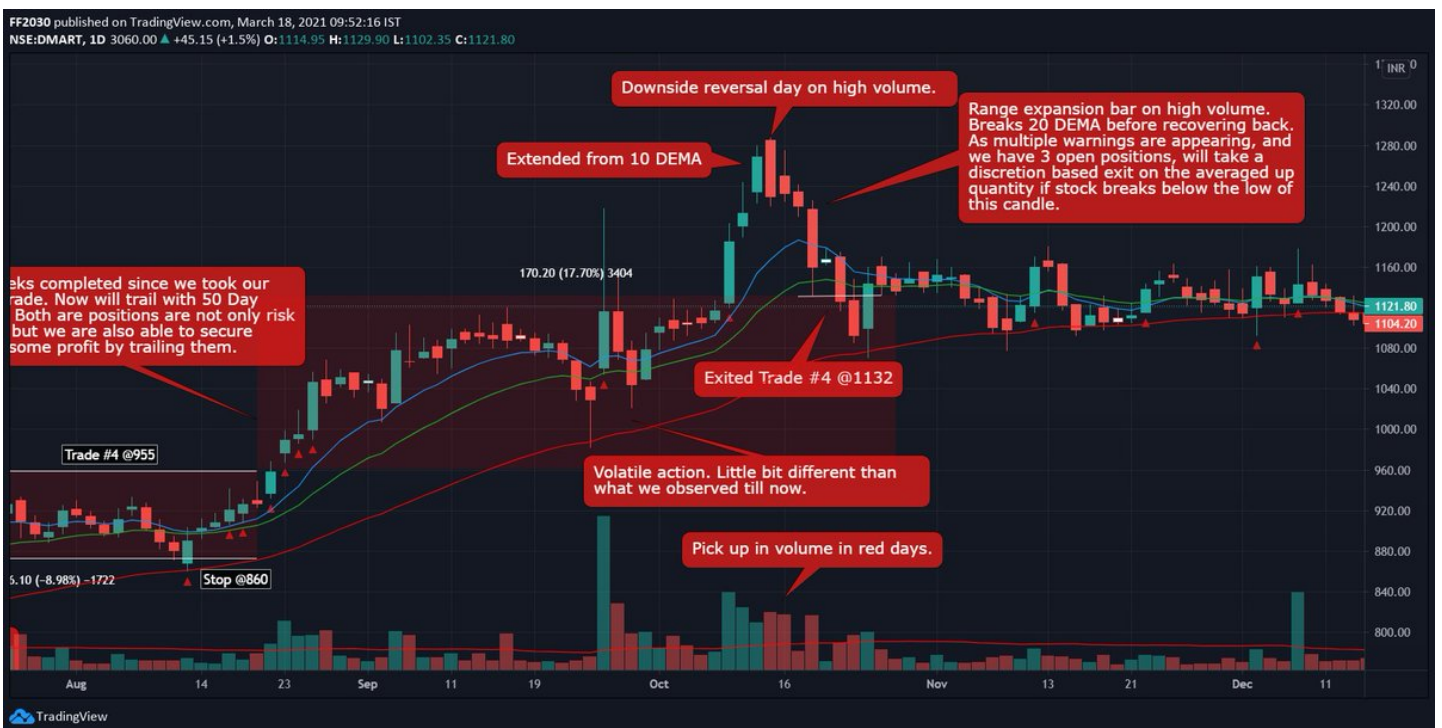 FF2030 published on TradingView.com, March 18, 2021 09:52:16 IST
NSE:DMART, 1D 3060.00 ▲ +45.15 (+1.5%) O:1114.95 H:1129.90 L:1102.35 C:1121.80
INR
Downside reversal day on high volume.
Extended from 10 DEMA
Range expansion bar on high volume.
Breaks 20 DEMA before recovering back.
As multiple warnings are appearing, and
we have 3 open positions, will take a
discretion based exit on the averaged up
quantity if stock breaks below the low of
this candle.
1320.00
1280.00
1240.00
1200.00
1160.00
1121.80
1104.20
1080.00
1040.00
1000.00
960.00
920.00
880.00
840.00
800.00
170.20 (17.70%) 3404
eks completed since we took our
rade. Now will trail with 50 Day
Both are positions are not only risk
but we are also able to secure
some profit by trailing them.
Exited Trade #4 @1132
Trade #4 @955
Volatile action. Little bit different than
what we observed till now.
Pick up in volume in red days.
6.10 (−8.98%) −1722
Stop @860
Aug 14 23 Sep 11 19 Oct 16 Nov 13 21 Dec 11
TradingView